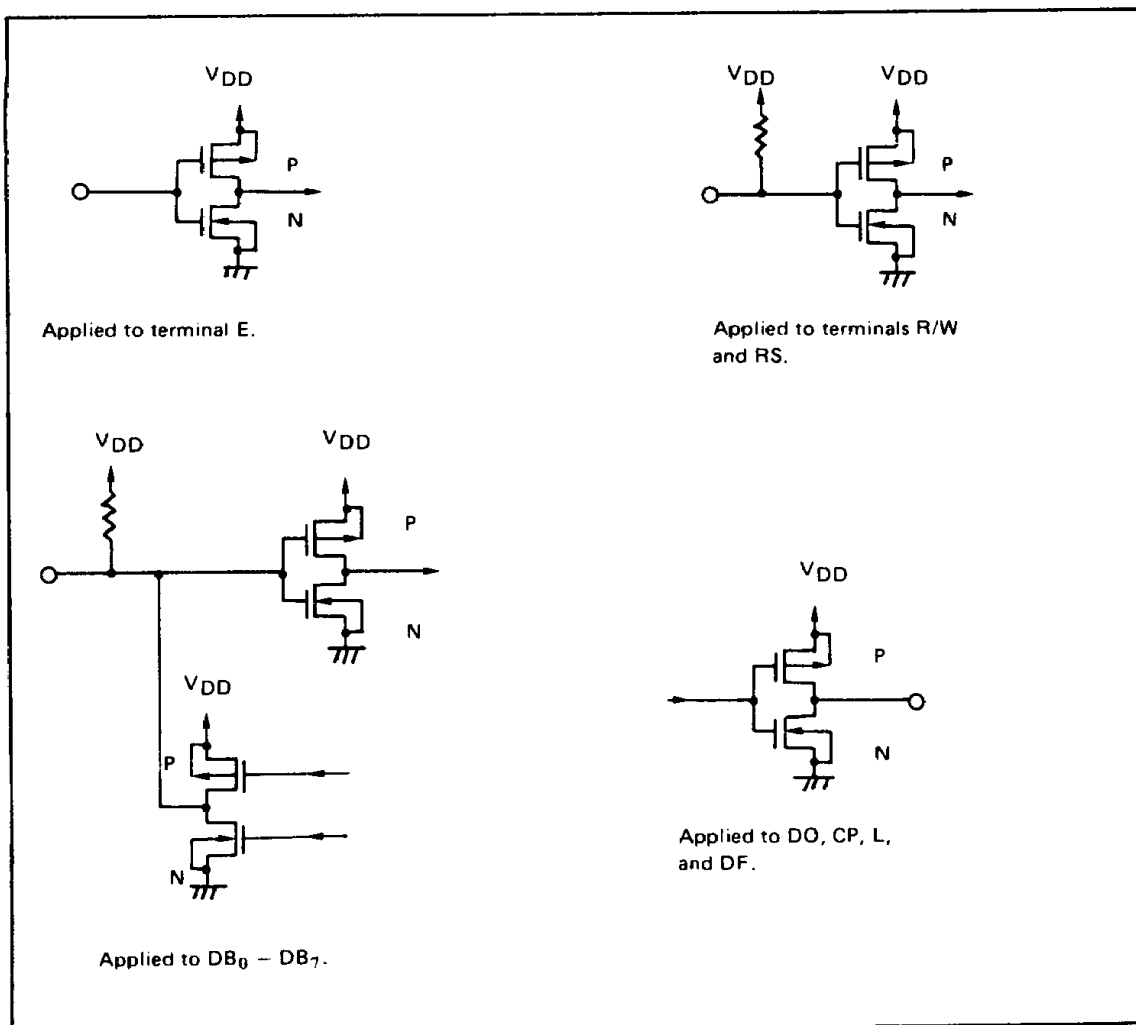 VDD
P
N
Applied to terminal E.
VDD
VDD
P
N
Applied to terminals R/W
and RS.
VDD
VDD
P
N
VDD
P
N
Applied to DB0 – DB7.
VDD
P
N
Applied to DO, CP, L,
and DF.